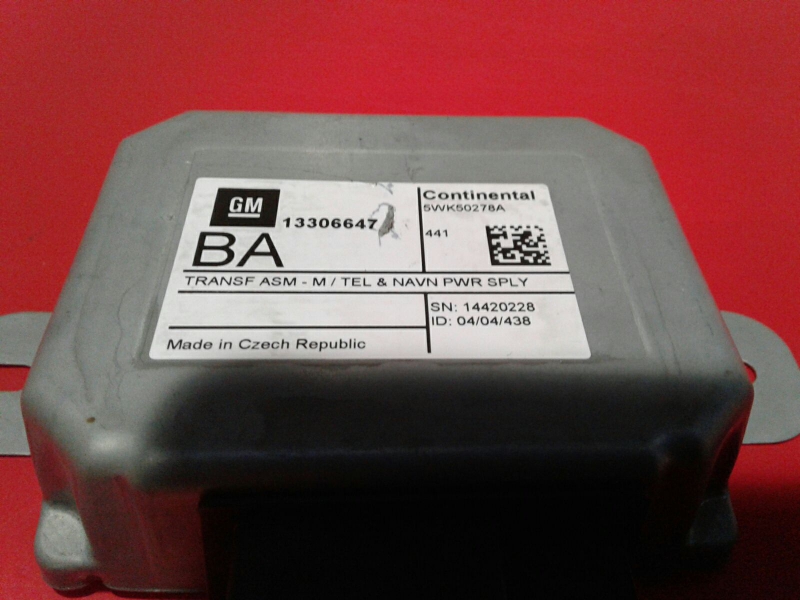 GM
13306647
BA
Continental
5WK50278A
441
TRANSF ASM - M / TEL & NAVN PWR SPLY
SN: 14420228
ID: 04/04/438
Made in Czech Republic